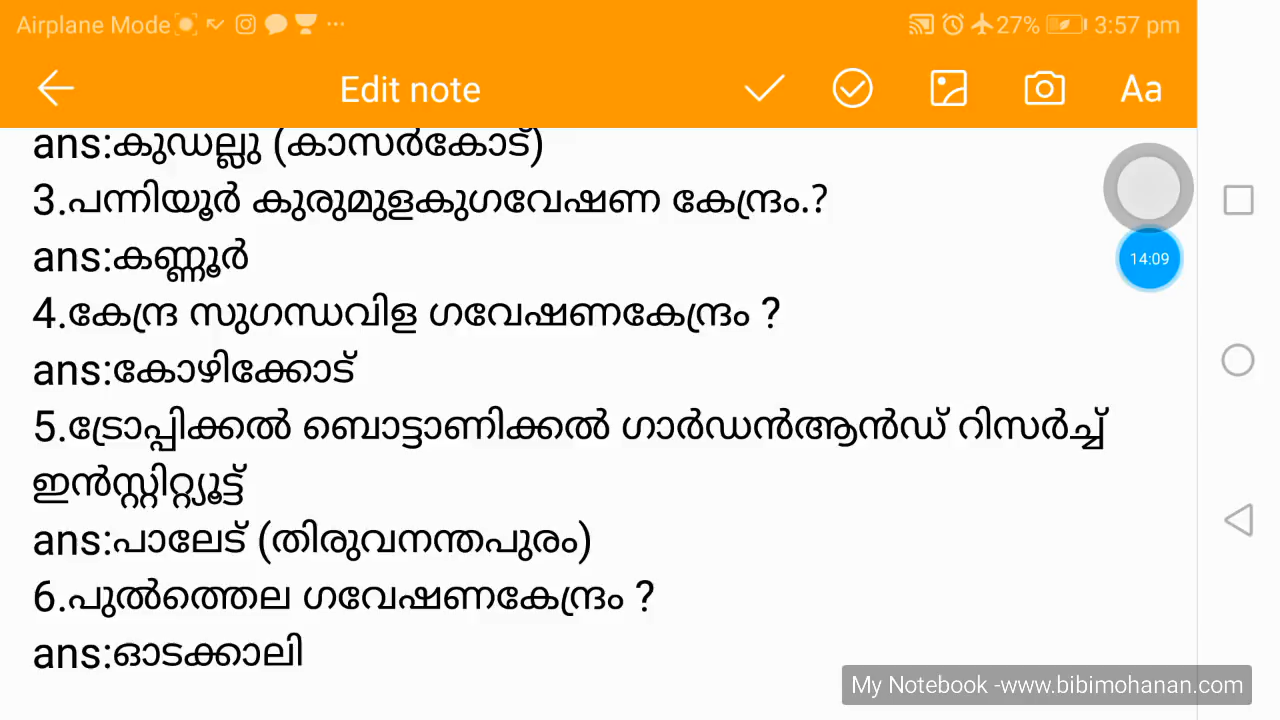 Airplane Mode ... 27% 3:57 pm
Edit note Aa
ans:കുഡല്ലു (കാസർകോട്)
3.പന്നിയൂർ കുരുമുളകുഗവേഷണ കേന്ദ്രം.?
ans:കണ്ണൂർ
14:09
4.കേന്ദ്ര സുഗന്ധവിള ഗവേഷണകേന്ദ്രം ?
ans:കോഴിക്കോട്
5.ട്രോപ്പിക്കൽ ബൊട്ടാണിക്കൽ ഗാർഡൻആൻഡ് റിസർച്ച്
ഇൻസ്റ്റിറ്റ്യൂട്ട്
ans:പാലേട് (തിരുവനന്തപുരം)
6.പുൽത്തെല ഗവേഷണകേന്ദ്രം ?
ans:ഓടക്കാലി
My Notebook -www.bibimohanan.com